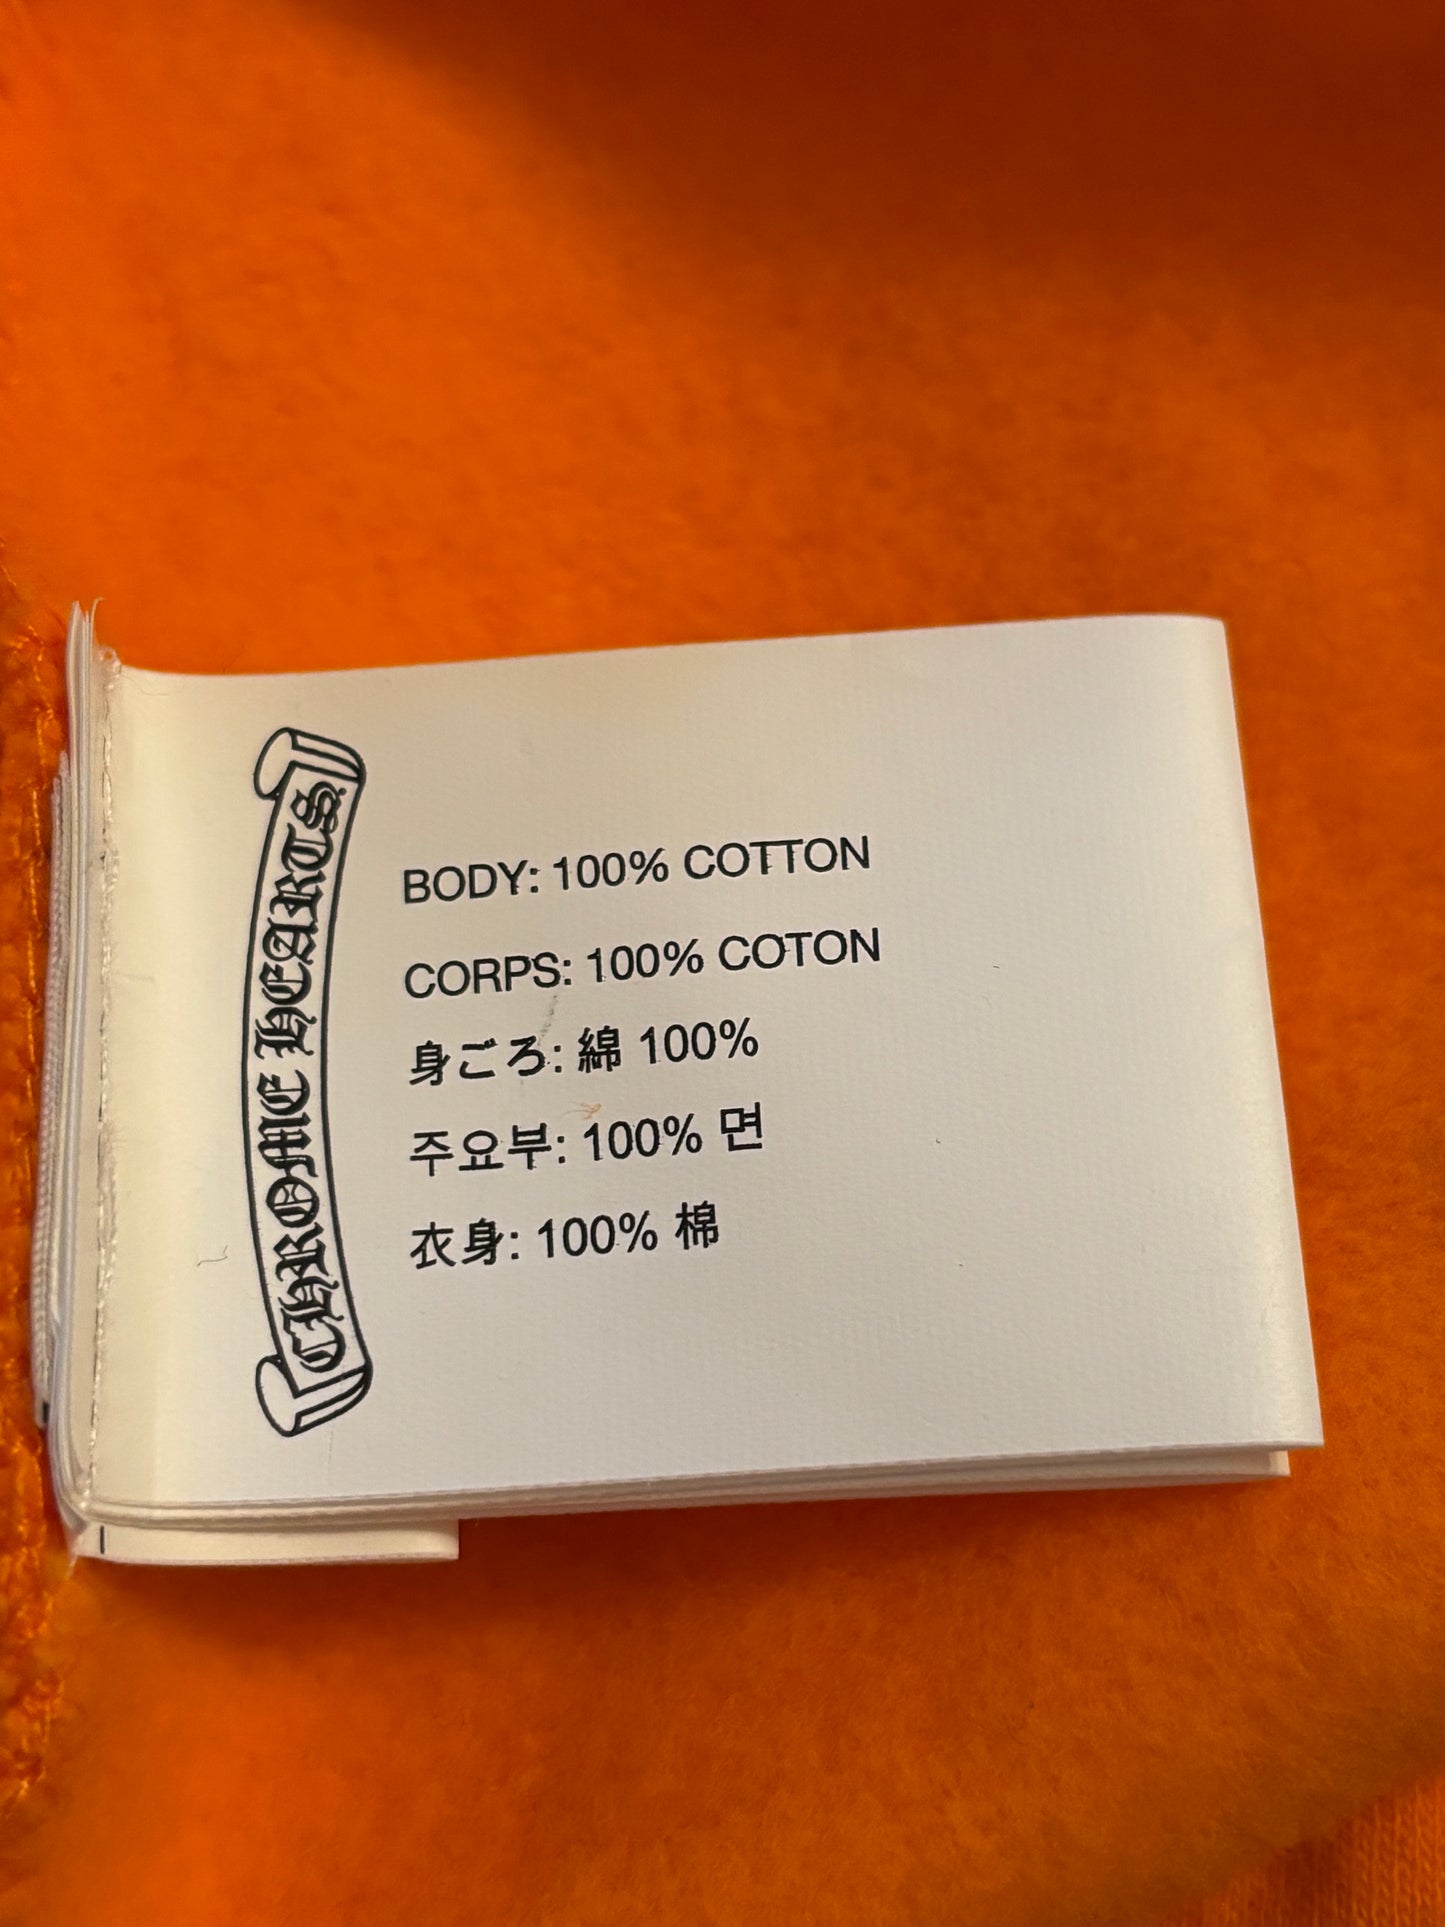 CHROME HEARTS
BODY: 100% COTTON
CORPS: 100% COTON
身ごろ: 綿 100%
주요부: 100% 면
衣身: 100% 棉